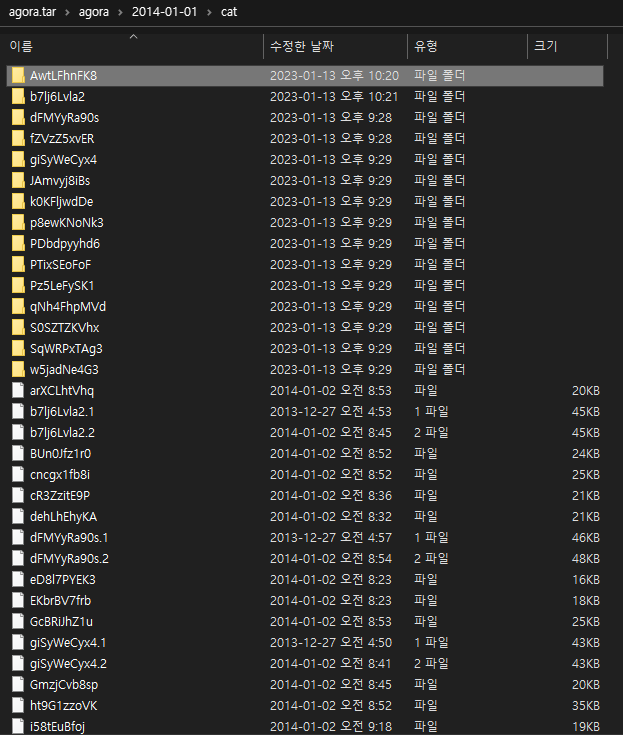 agora.tar > agora > 2014-01-01 > cat
이름 수정한 날짜 유형 크기
AwtLFhnFK8 2023-01-13 오후 10:20 파일 폴더
b7lj6Lvla2 2023-01-13 오후 10:21 파일 폴더
dFMYyRa90s 2023-01-13 오후 9:28 파일 폴더
fZVzZ5xvER 2023-01-13 오후 9:28 파일 폴더
giSyWeCyx4 2023-01-13 오후 9:29 파일 폴더
JAmvyj8iBs 2023-01-13 오후 9:29 파일 폴더
k0KFljwdDe 2023-01-13 오후 9:29 파일 폴더
p8ewKNoNk3 2023-01-13 오후 9:29 파일 폴더
PDbdpyyhd6 2023-01-13 오후 9:29 파일 폴더
PTixSEoFoF 2023-01-13 오후 9:29 파일 폴더
Pz5LeFySK1 2023-01-13 오후 9:29 파일 폴더
qNh4FhpMVd 2023-01-13 오후 9:29 파일 폴더
S0SZTZKVhx 2023-01-13 오후 9:29 파일 폴더
SqWRPxTAg3 2023-01-13 오후 9:29 파일 폴더
w5jadNe4G3 2023-01-13 오후 9:29 파일 폴더
arXCLhtVhq 2014-01-02 오전 8:53 파일 20KB
b7lj6Lvla2.1 2013-12-27 오전 4:53 1 파일 45KB
b7lj6Lvla2.2 2014-01-02 오전 8:45 2 파일 45KB
BUn0Jfz1r0 2014-01-02 오전 8:52 파일 24KB
cncgx1fb8i 2014-01-02 오전 8:52 파일 25KB
cR3ZzitE9P 2014-01-02 오전 8:36 파일 21KB
dehLhEhyKA 2014-01-02 오전 8:32 파일 21KB
dFMYyRa90s.1 2013-12-27 오전 4:57 1 파일 46KB
dFMYyRa90s.2 2014-01-02 오전 8:54 2 파일 48KB
eD8l7PYEK3 2014-01-02 오전 8:23 파일 16KB
EKbrBV7frb 2014-01-02 오전 8:23 파일 18KB
GcBRiJhZ1u 2014-01-02 오전 8:53 파일 25KB
giSyWeCyx4.1 2013-12-27 오전 4:50 1 파일 43KB
giSyWeCyx4.2 2014-01-02 오전 8:41 2 파일 43KB
GmzjCvb8sp 2014-01-02 오전 8:45 파일 20KB
ht9G1zzoVK 2014-01-02 오전 8:52 파일 35KB
i58tEuBfoj 2014-01-02 오전 9:18 파일 19KB